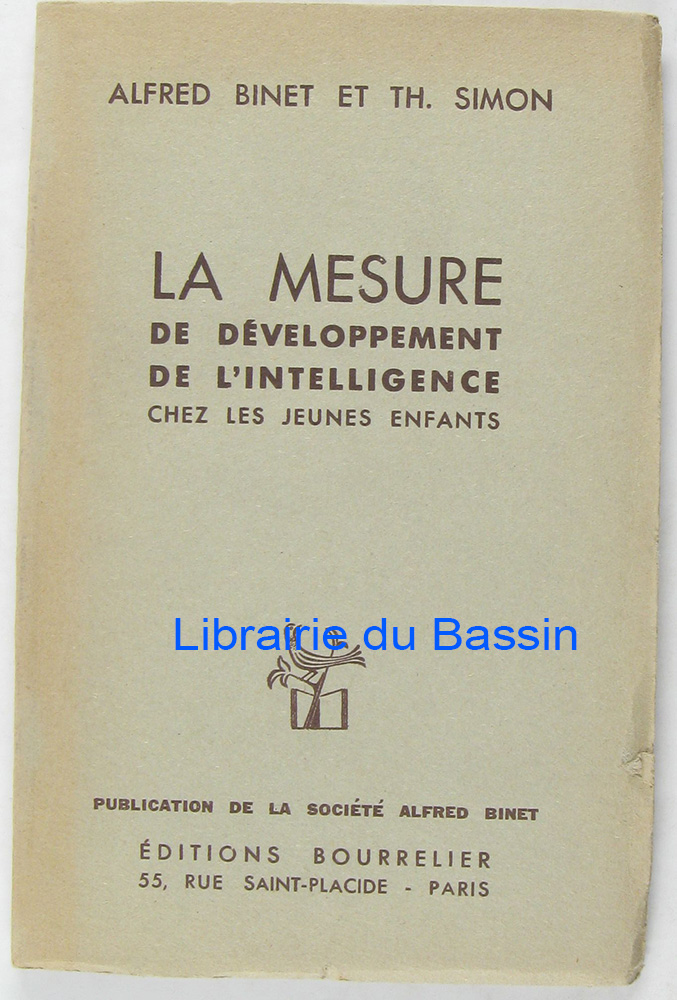 ALFRED BINET ET TH. SIMON
LA MESURE
DE DÉVELOPPEMENT
DE L'INTELLIGENCE
CHEZ LES JEUNES ENFANTS
Librairie du Bassin
PUBLICATION DE LA SOCIÉTÉ ALFRED BINET
ÉDITIONS BOURRELIER
55, RUE SAINT-PLACIDE - PARIS